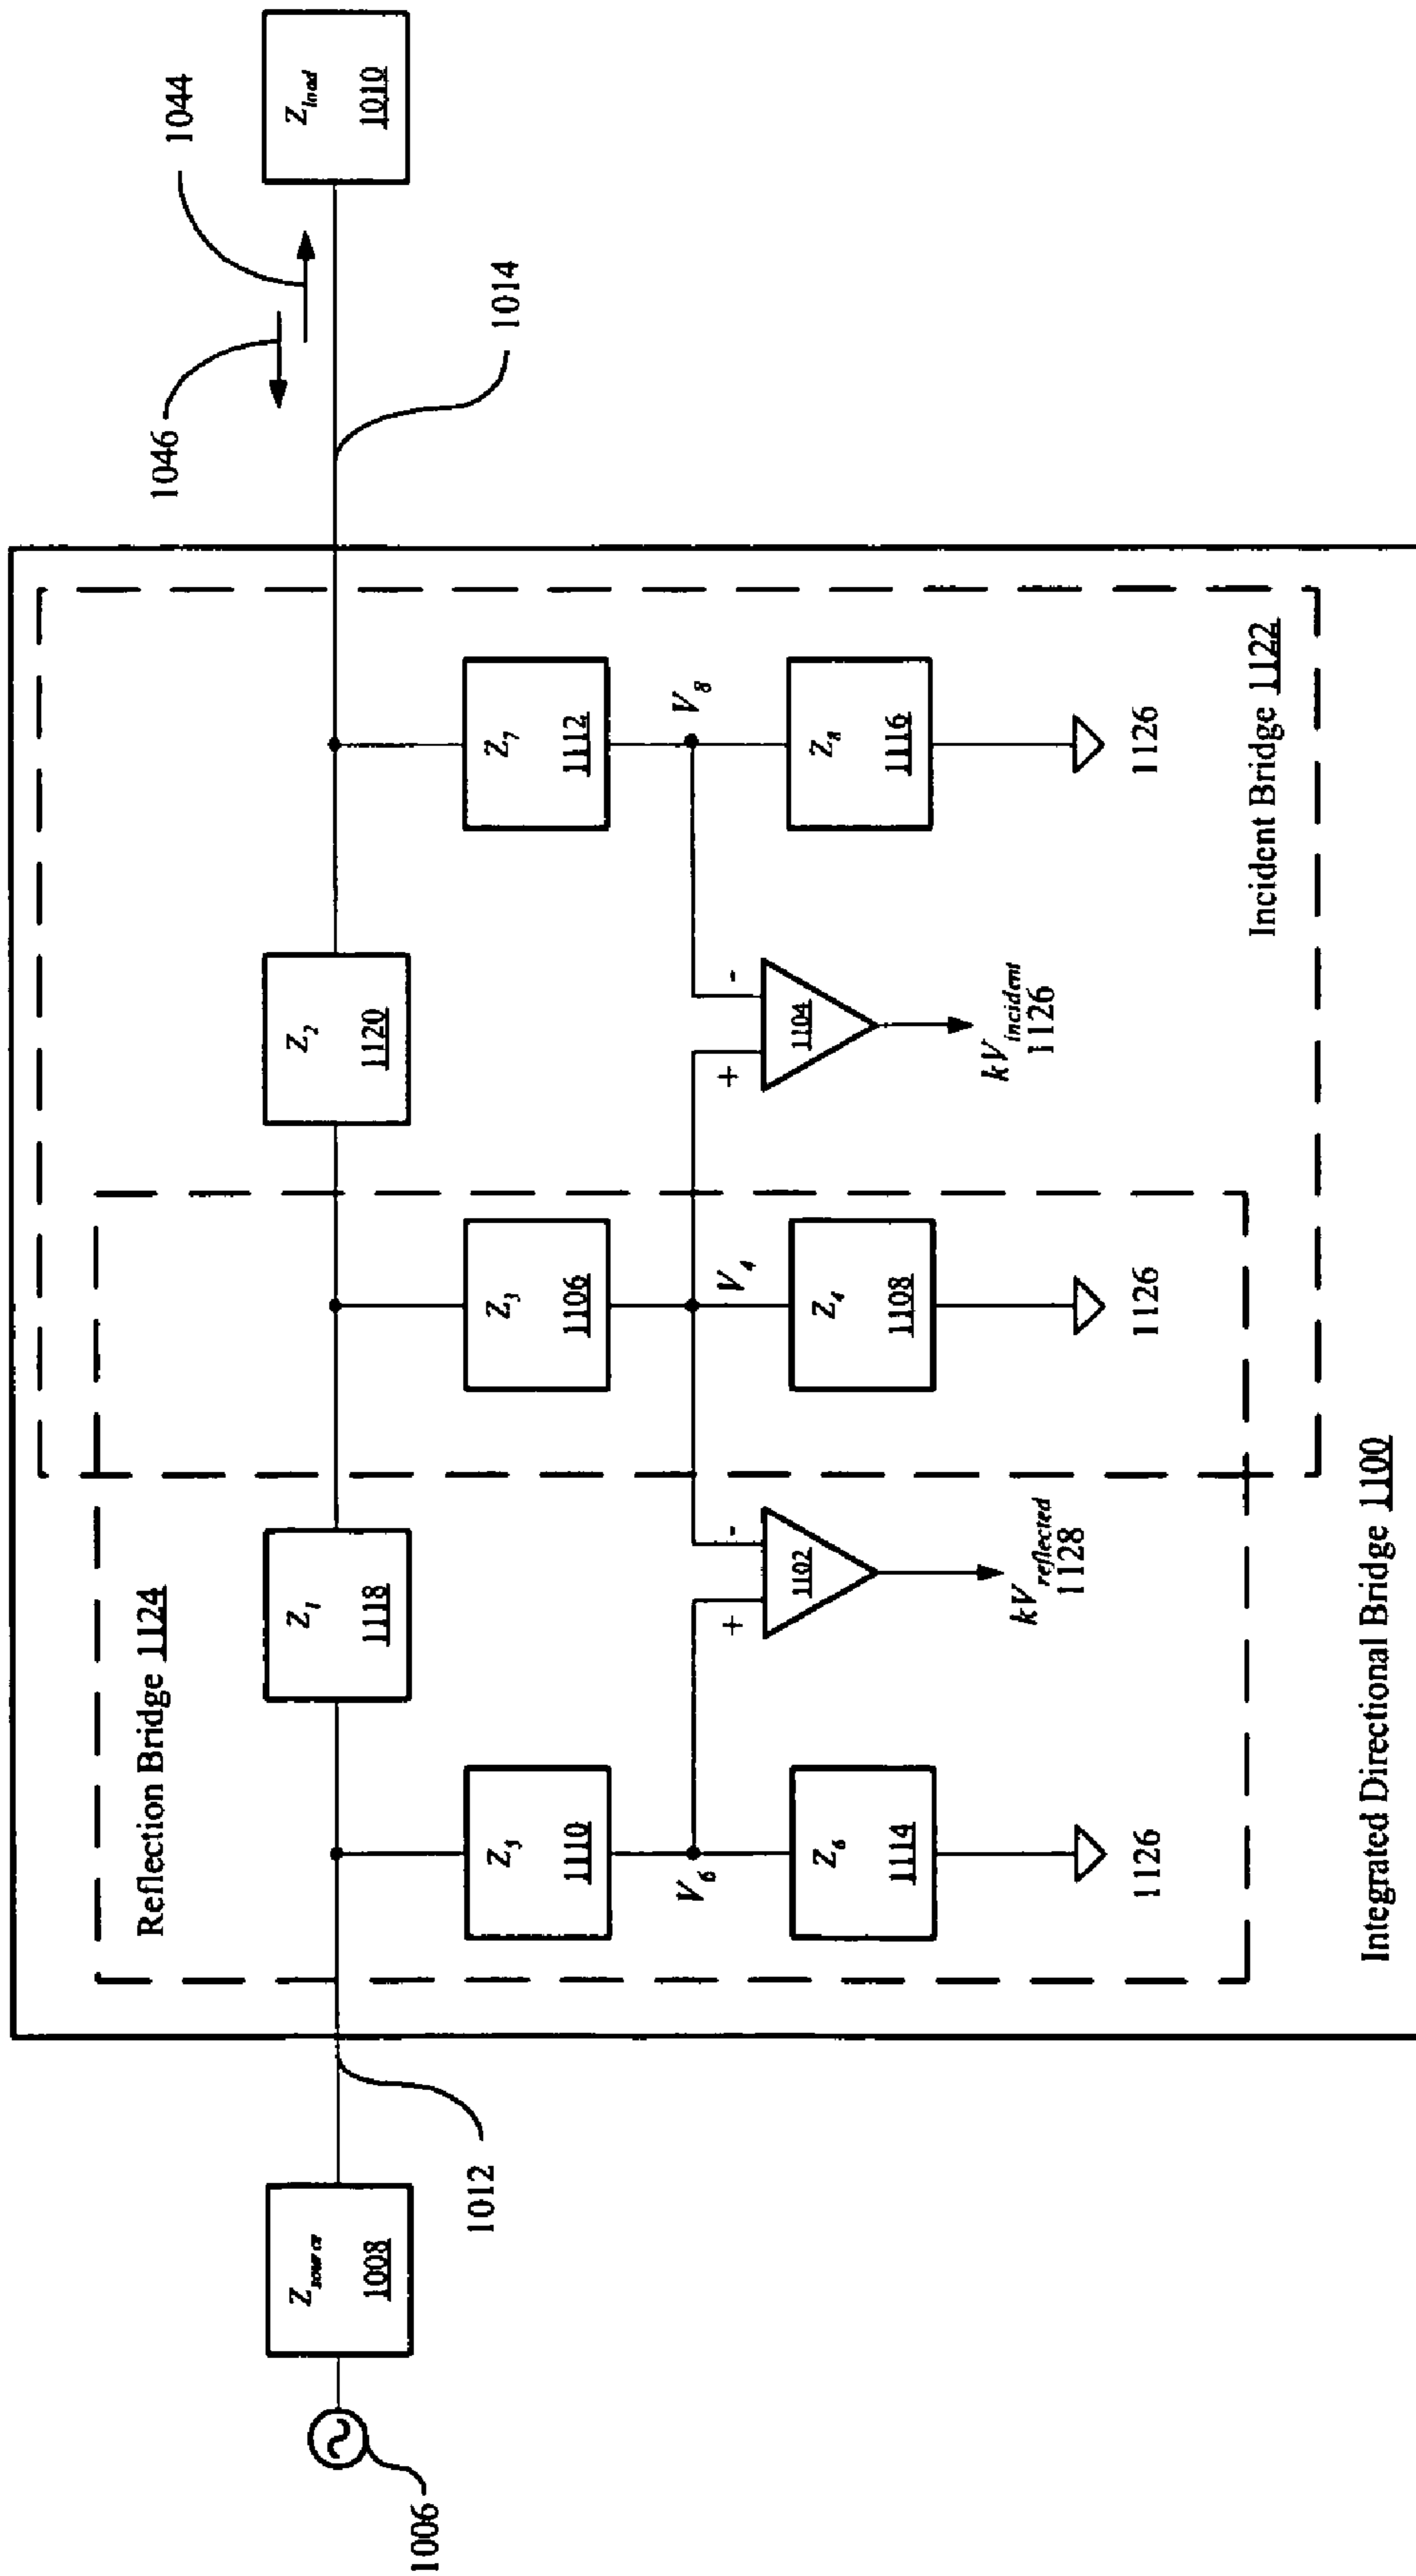 1006
Z_source
1008
1012
Integrated Directional Bridge 1100
Reflection Bridge 1124
Z_1
1118
Z_5
1110
V_6
Z_6
1114
1126
+
-
1102
kV_reflected
1128
Z_3
1106
V_4
Z_4
1108
1126
Incident Bridge 1122
Z_2
1120
+
-
1104
kV_incident
1126
Z_7
1112
V_8
Z_8
1116
1126
1014
1046
1044
Z_load
1010